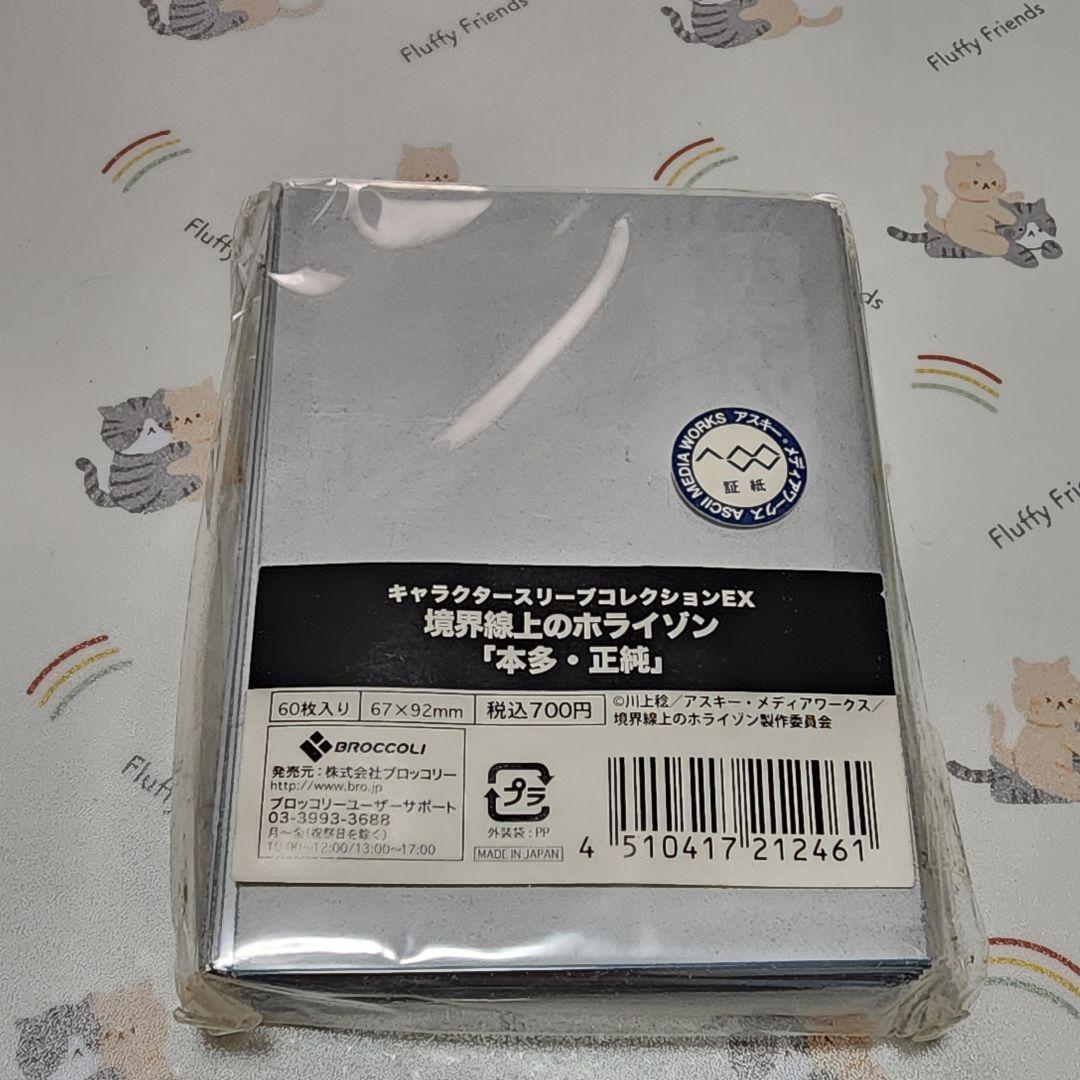 Fluffy Friends
Fluffy Friends
Fluffy
ds
ASCII MEDIA WORKS アスキー・メディアワークス
証紙
Fluffy Frie
キャラクタースリーブコレクションEX
境界線上のホライゾン
「本多・正純」
60枚入り 67×92mm 税込700円
©川上稔/アスキー・メディアワークス/
境界線上のホライゾン製作委員会
BROCCOLI
発売元:株式会社ブロッコリー
http://www.bro.jp
ブロッコリーユーザーサポート
03-3993-3688
月〜金(祝祭日を除く)
10:00〜12:00/13:00〜17:00
プラ
外装袋:PP
MADE IN JAPAN
4 510417 212461
Fluffy
Fluffy Friends
Fluffy Friends